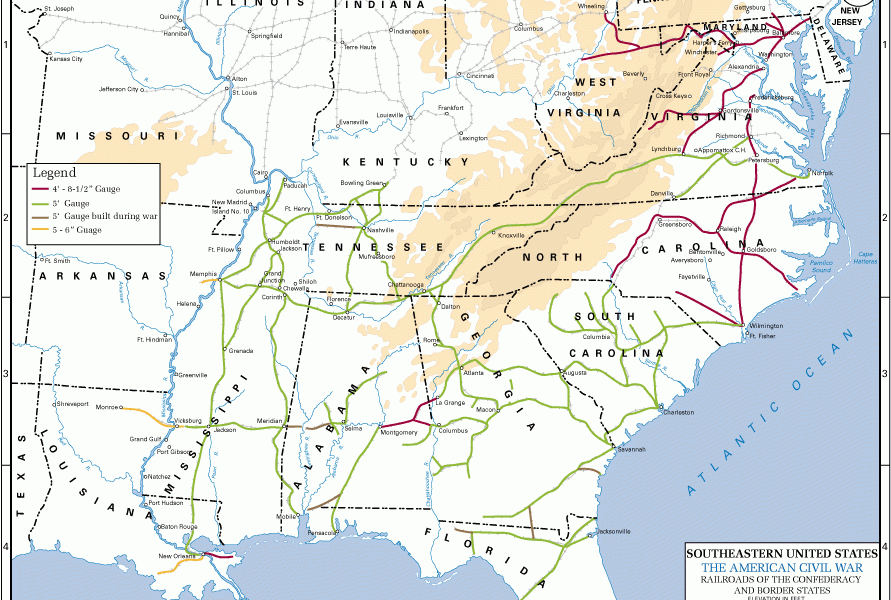 St. Joseph
Quincy
Hannibal
ILLINOIS
INDIANA
Springfield
Indianapolis
Terre Haute
Columbus
Wheeling
Gettysburg
MARYLAND
Harper's Ferry
Baltimore
Winchester
Washington
DELAWARE
NEW
JERSEY
1
1
Kansas City
Jefferson City
Alton
St. Louis
Cincinnati
Beverly
Front Royal
Alexandria
WEST
VIRGINIA
Charleston
Cross Keys
Fredericksburg
Gordonsville
VIRGINIA
MISSOURI
Evansville
Louisville
Frankfort
Lexington
KENTUCKY
Richmond
Lynchburg
Appomattox C.H.
Petersburg
Norfolk
Danville
Legend
4' - 8-1/2" Gauge
5' Gauge
5' Gauge built during war
5 - 6" Guage
Cairo
Paducah
Columbus
Bowling Green
New Madrid
Island No. 10
Ft. Henry
Ft. Donelson
Nashville
2
2
Ft. Pillow
Humboldt
Jackson
TENNESSEE
Mufreesboro
Knoxville
Greensboro
Raleigh
NORTH
CAROLINA
Goldsboro
Bentonville
Averysboro
Fayetville
Pamlico
Sound
Cape
Hatteras
Ft. Smith
ARKANSAS
Memphis
Grand
Junction
Shiloh
Chewalla
Corinth
Florence
Decatur
Chattanooga
Dalton
Helena
Ft. Hindman
SOUTH
CAROLINA
Columbia
Wilmington
Ft. Fisher
Rome
Grenada
3
3
Greenville
Atlanta
Augusta
GEORGIA
ALABAMA
MISSISSIPPI
Shreveport
Monroe
Vicksburg
Jackson
Meridian
Selma
Montgomery
La Grange
Columbus
Macon
Charleston
Savannah
ATLANTIC OCEAN
Grand Gulf
Port Gibson
Natchez
TEXAS
LOUISIANA
Port Hudson
Baton Rouge
New Orleans
Mobile
Pensacola
FLORIDA
Jacksonville
4
4
SOUTHEASTERN UNITED STATES
THE AMERICAN CIVIL WAR
RAILROADS OF THE CONFEDERACY
AND BORDER STATES
ELEVATION IN FEET